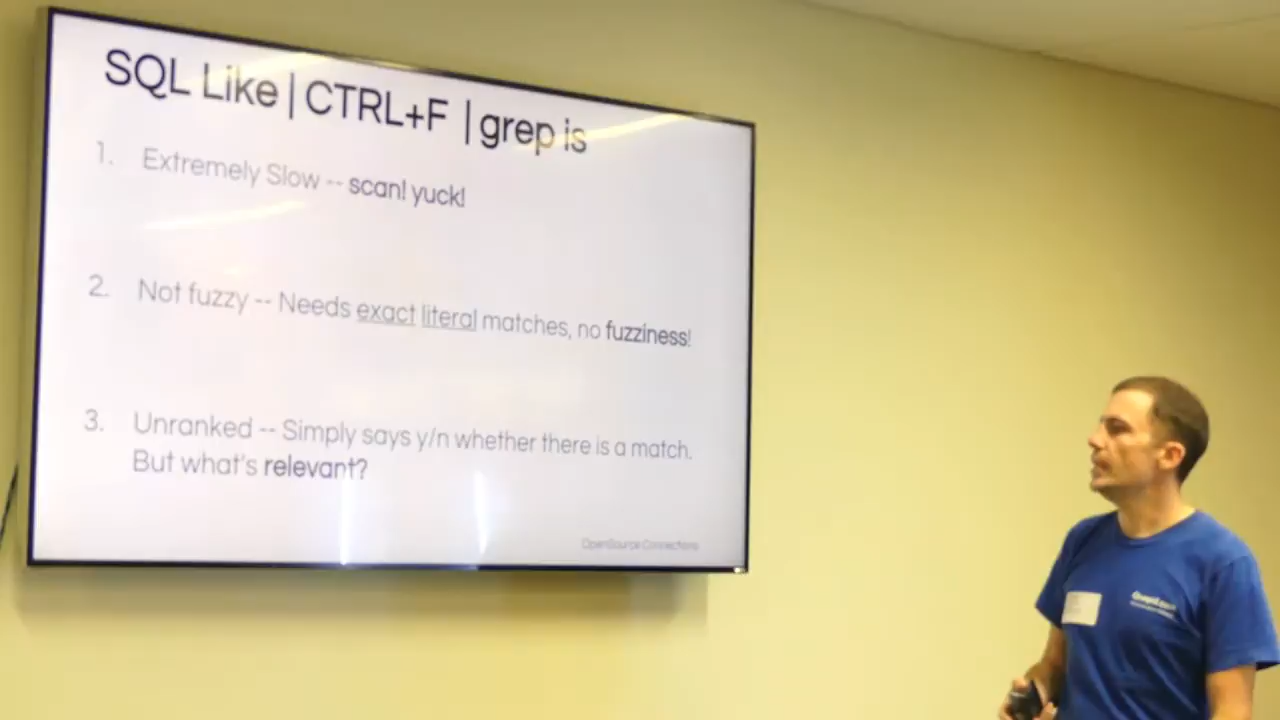 SQL Like | CTRL+F | grep is
1. Extremely Slow -- scan! yuck!
2. Not fuzzy -- Needs exact literal matches, no fuzziness!
3. Unranked -- Simply says y/n whether there is a match.
But what's relevant?
OpenSource Connections